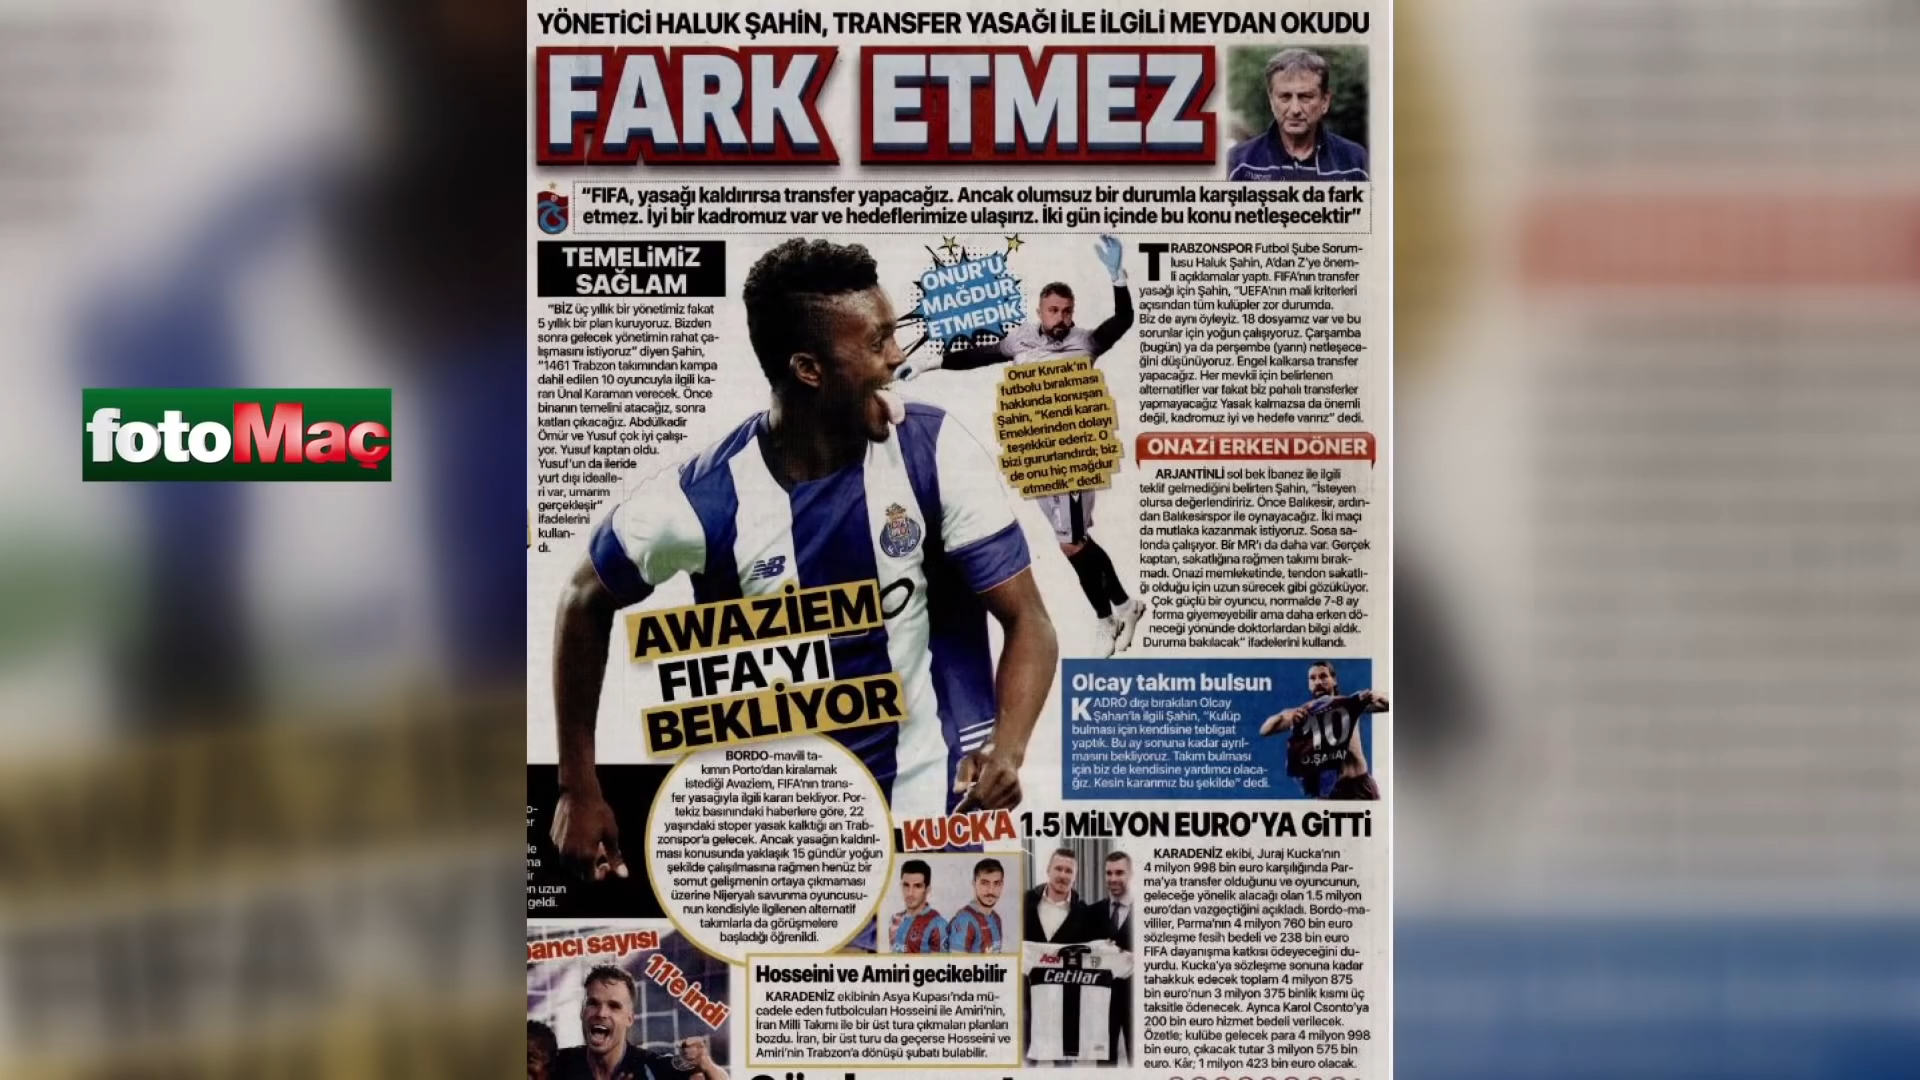 YÖNETİCİ HALUK ŞAHİN, TRANSFER YASAĞI İLE İLGİLİ MEYDAN OKUDU
FARK ETMEZ
"FIFA, yasağı kaldırırsa transfer yapacağız. Ancak olumsuz bir durumla karşılaşsak da fark
etmez. İyi bir kadromuz var ve hedeflerimize ulaşırız. İki gün içinde bu konu netleşecektir"
fotoMaç
TEMELİMİZ
SAĞLAM
"BİZ üç yıllık bir yönetimiz fakat
5 yıllık bir plan kuruyoruz. Bizden
sonra gelecek yönetimin rahat ça-
lışmasını istiyoruz" diyen Şahin,
"1461 Trabzon takımından kampa
dahil edilen 10 oyuncuyla ilgili ka-
rarı Ünal Karaman verecek. Önce
binanın temelini atacağız, sonra
katları çıkacağız. Abdülkadir
Ömür ve Yusuf çok iyi çalışı-
yor. Yusuf kaptan oldu.
Yusuf'un da ileride
yurt dışı idealle-
ri var, umarım
gerçekleşir"
ifadelerini
kullan-
dı.
ONUR'U
MAĞDUR
ETMEDİK
Onur Kıvrak'ın
futbolu bırakması
hakkında konuşan
Şahin, "Kendi kararı.
Emeklerinden dolayı
teşekkür ederiz. O
bizi gururlandırdı; biz
de onu hiç mağdur
etmedik" dedi.
TRABZONSPOR Futbol Şube Sorum-
lusu Haluk Şahin, A'dan Z'ye önem-
li açıklamalar yaptı. FIFA'nın transfer
yasağı için Şahin, "UEFA'nın mali kriterleri
açısından tüm kulüpler zor durumda.
Biz de aynı öyleyiz. 18 dosyamız var ve bu
sorunlar için yoğun çalışıyoruz. Çarşamba
(bugün) ya da perşembe (yarın) netleşece-
ğini düşünüyoruz. Engel kalkarsa transfer
yapacağız. Her mevkii için belirlenen
alternatifler var fakat biz pahalı transferler
yapmayacağız Yasak kalmazsa da önemli
değil, kadromuz iyi ve hedefe varırız" dedi.
ONAZI ERKEN DÖNER
ARJANTİNLİ sol bek İbanez ile ilgili
teklif gelmediğini belirten Şahin, "İsteyen
olursa değerlendiririz. Önce Balıkesir, ardın-
dan Balıkesirspor ile oynayacağız. İki maçı
da mutlaka kazanmak istiyoruz. Sosa sa-
londa çalışıyor. Bir MR'ı da daha var. Gerçek
kaptan, sakatlığına rağmen takımı bırak-
madı. Onazi memleketinde, tendon sakatlı-
ğı olduğu için uzun sürecek gibi gözüküyor.
Çok güçlü bir oyuncu, normalde 7-8 ay
forma giyemeyebilir ama daha erken dö-
neceği yönünde doktorlardan bilgi aldık.
Duruma bakılacak" ifadelerini kullandı.
AWAZİEM
FIFA'YI
BEKLİYOR
BORDO-mavili ta-
kımın Porto'dan kiralamak
istediği Avaziem, FIFA'nın trans-
fer yasağıyla ilgili kararı bekliyor. Por-
tekiz basınındaki haberlere göre, 22
yaşındaki stoper yasak kalktığı an Trab-
zonspor'a gelecek. Ancak yasağın kaldırıl-
ması konusunda yaklaşık 15 gündür yoğun
şekilde çalışılmasına rağmen henüz bir
somut gelişmenin ortaya çıkmaması
üzerine Nijeryalı savunma oyuncusu-
nun kendisiyle ilgilenen alternatif
takımlarla da görüşmelere
başladığı öğrenildi.
Olcay takım bulsun
KADRO dışı bırakılan Olcay
Şahan'la ilgili Şahin, "Kulüp
bulması için kendisine tebligat
yaptık. Bu ay sonuna kadar ayrıl-
masını bekliyoruz. Takım bulması
için biz de kendisine yardımcı olaca-
ğız. Kesin kararımız bu şekilde" dedi.
10
O.ŞAHAN
KUCKA 1.5 MİLYON EURO'YA GİTTİ
KARADENİZ ekibi, Juraj Kucka'nın
4 milyon 998 bin euro karşılığında Par-
ma'ya transfer olduğunu ve oyuncunun,
geleceğe yönelik alacağı olan 1.5 milyon
euro'dan vazgeçtiğini açıkladı. Bordo-ma-
vililer, Parma'nın 4 milyon 760 bin euro
sözleşme fesih bedeli ve 238 bin euro
FIFA dayanışma katkısı ödeyeceğini du-
yurdu. Kucka'ya sözleşme sonuna kadar
tahakkuk edecek toplam 4 milyon 875
bin euro'nun 3 milyon 375 binlik kısmı üç
taksitle ödenecek. Ayrıca Karol Csonto'ya
200 bin euro hizmet bedeli verilecek.
Özetle; kulübe gelecek para 4 milyon 998
bin euro, çıkacak tutar 3 milyon 575 bin
euro. Kâr; 1 milyon 423 bin euro olacak.
Cetilar
Hosseini ve Amiri gecikebilir
KARADENİZ ekibinin Asya Kupası'nda mü-
cadele eden futbolcuları Hosseini ile Amiri'nin,
İran Milli Takımı ile bir üst tura çıkmaları planları
bozdu. İran, bir üst turu da geçerse Hosseini ve
Amiri'nin Trabzon'a dönüşü şubatı bulabilir.
n uzun
geldi.
bancı sayısı
11'e indi